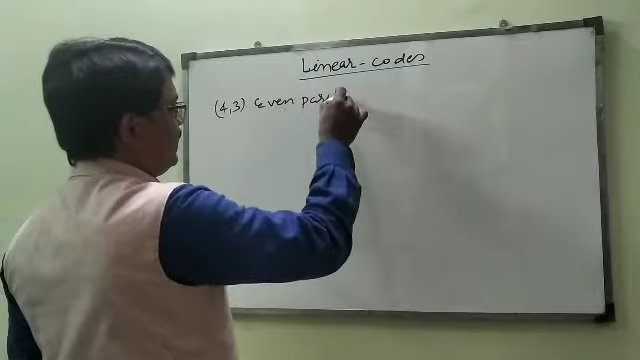 Linear-codes
(4,3) Even par